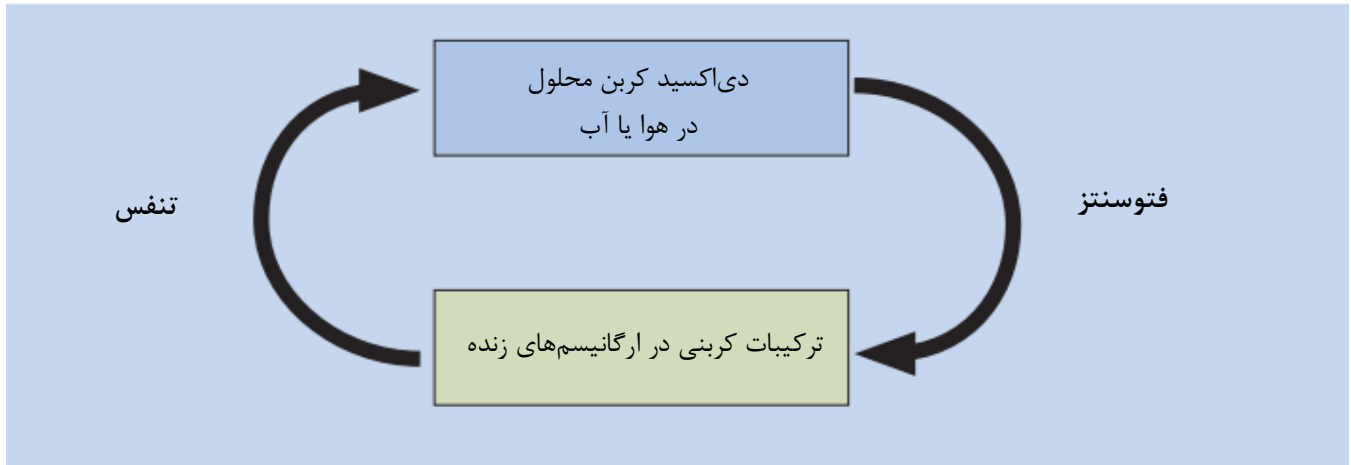 دی‌اکسید کربن محلول
در هوا یا آب
فتوسنتز
تنفس
ترکیبات کربنی در ارگانیسم‌های زنده